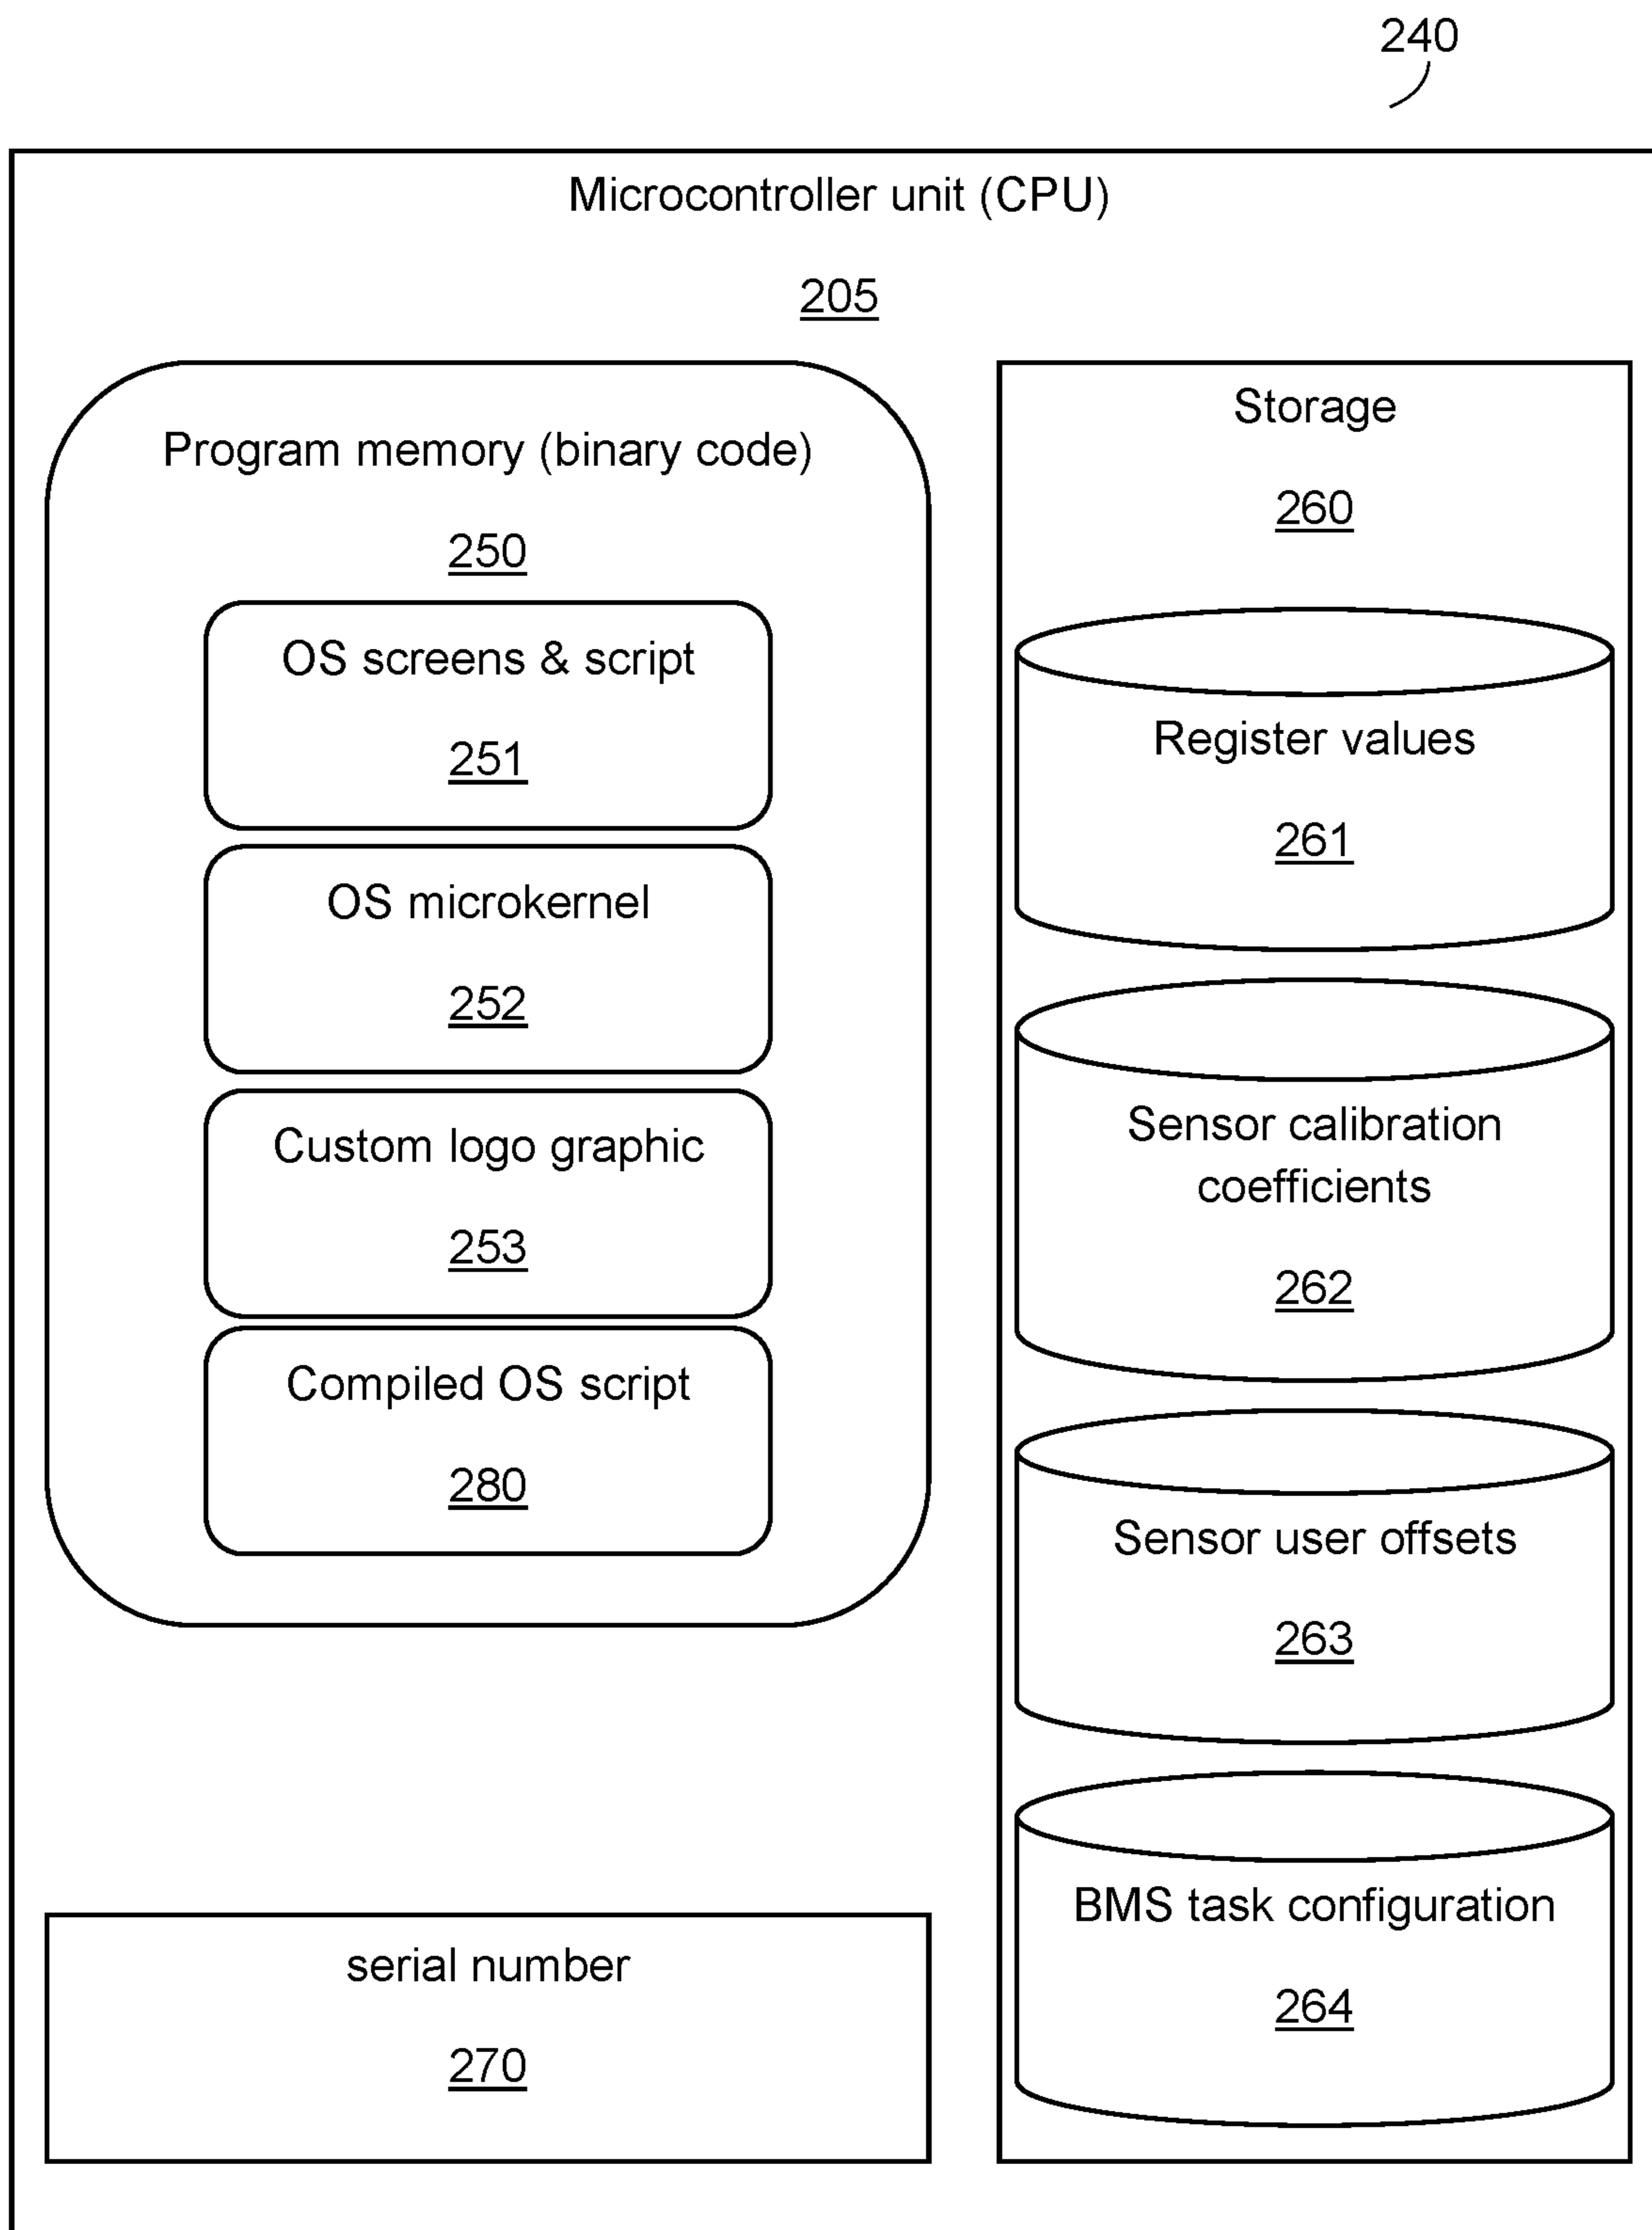 240
Microcontroller unit (CPU)
205
Program memory (binary code)
250
OS screens & script
251
OS microkernel
252
Custom logo graphic
253
Compiled OS script
280
serial number
270
Storage
260
Register values
261
Sensor calibration
coefficients
262
Sensor user offsets
263
BMS task configuration
264